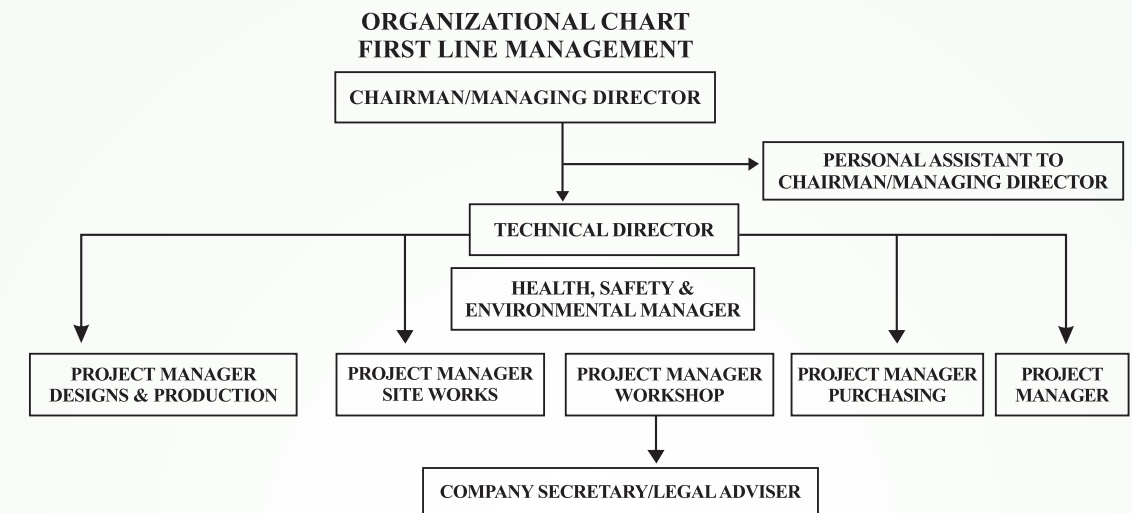 ORGANIZATIONAL CHART
FIRST LINE MANAGEMENT
CHAIRMAN/MANAGING DIRECTOR
PERSONAL ASSISTANT TO
CHAIRMAN/MANAGING DIRECTOR
TECHNICAL DIRECTOR
HEALTH, SAFETY &
ENVIRONMENTAL MANAGER
PROJECT MANAGER
DESIGNS & PRODUCTION
PROJECT MANAGER
SITE WORKS
PROJECT MANAGER
WORKSHOP
PROJECT MANAGER
PURCHASING
PROJECT
MANAGER
COMPANY SECRETARY/LEGAL ADVISER